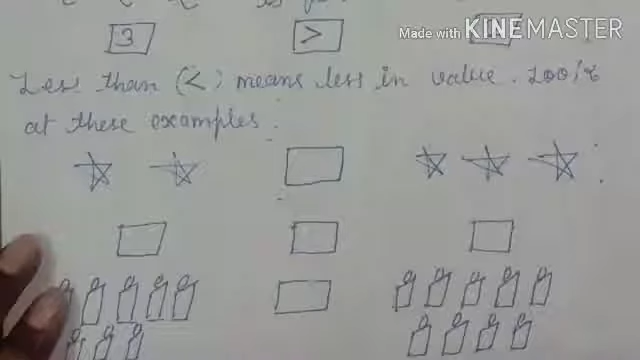 3 >
Made with KINEMASTER
Less than (<) means less in value. Look
at these examples.